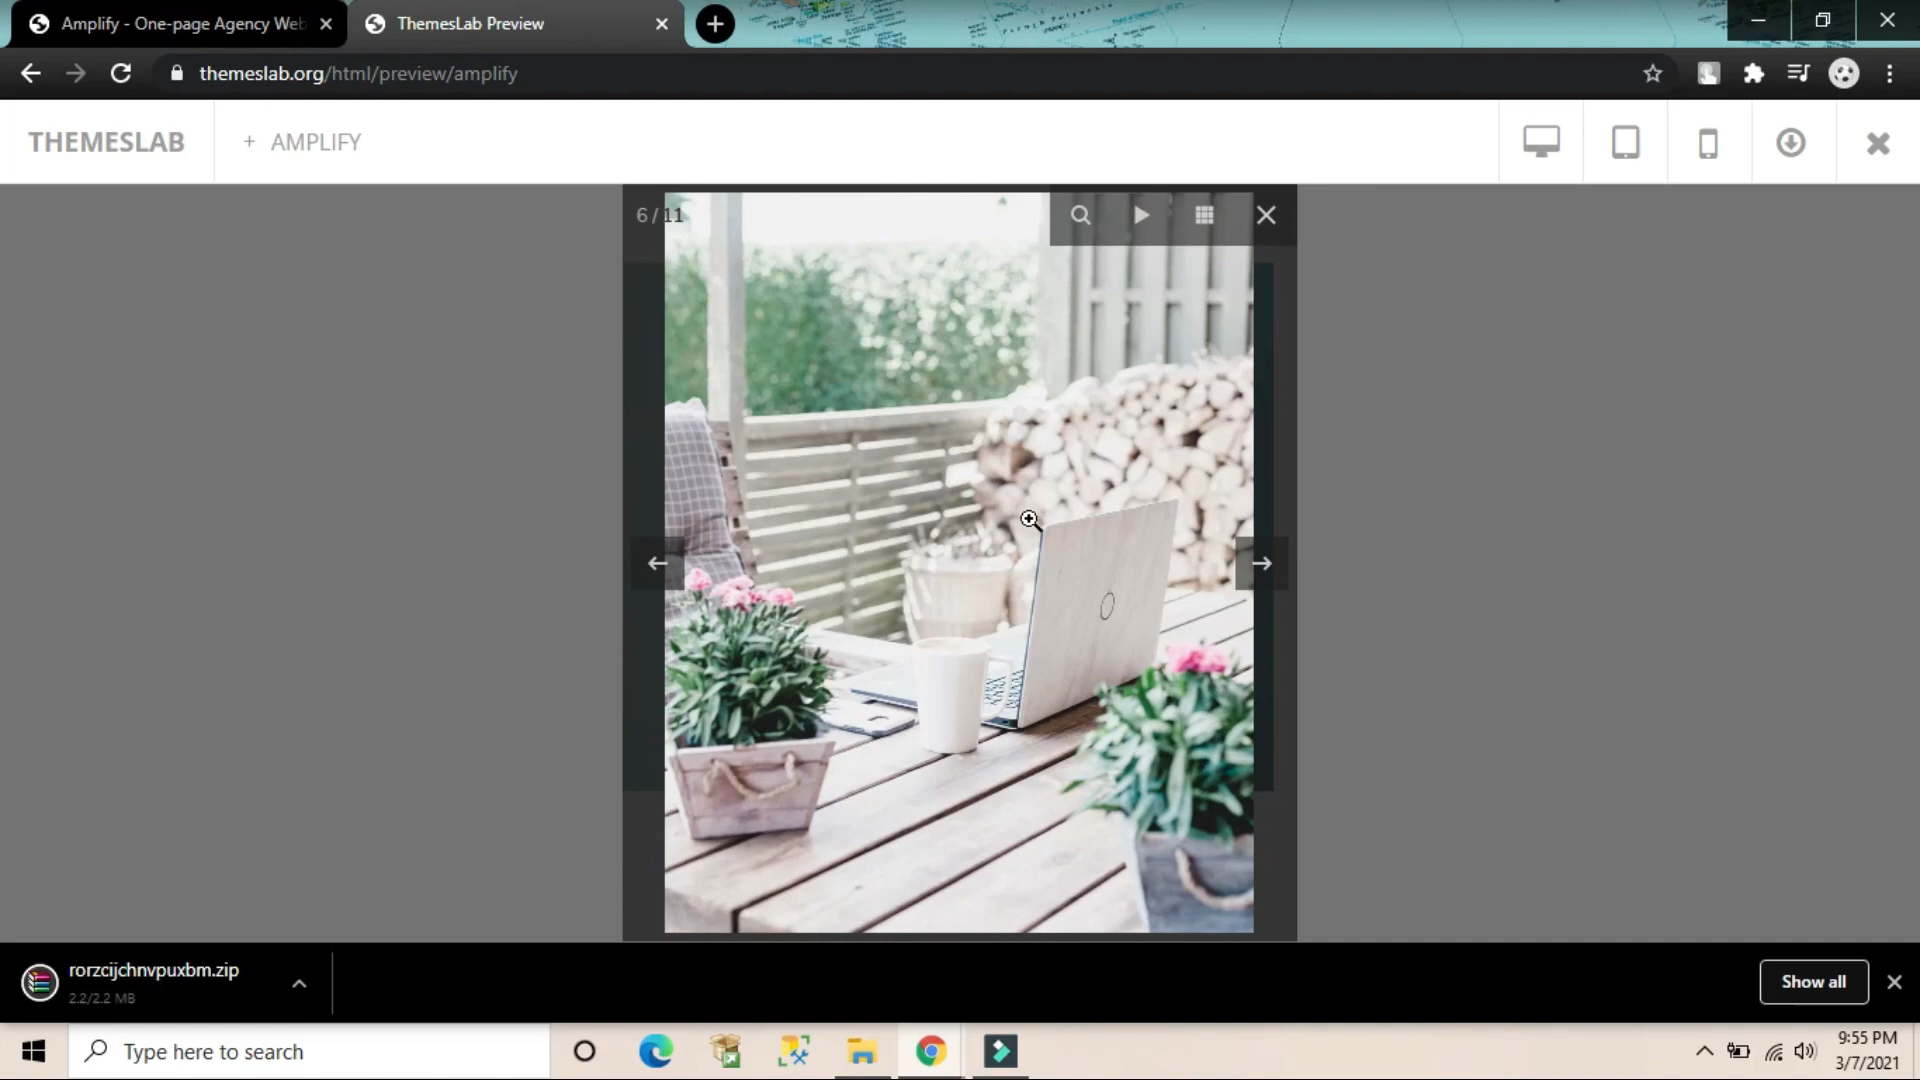 Amplify - One-page Agency Web
ThemesLab Preview
themeslab.org/html/preview/amplify
THEMESLAB
+ AMPLIFY
6 / 11
rorzcijchnvpuxbm.zip
2.2/2.2 MB
Show all
Type here to search
9:55 PM
3/7/2021